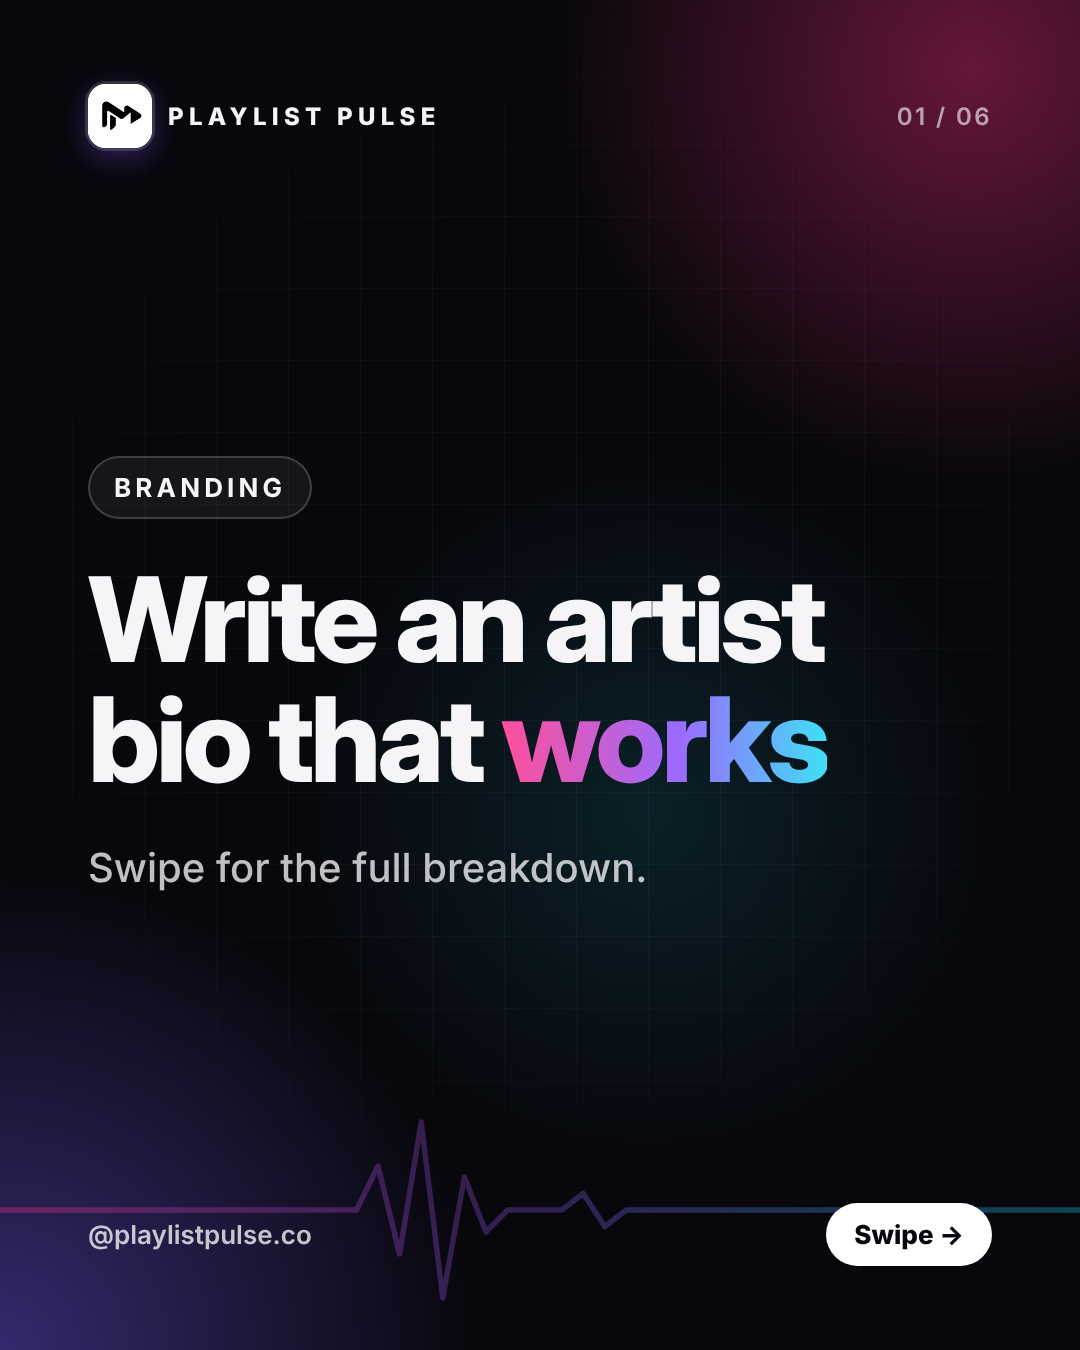 PLAYLIST PULSE
01 / 06
BRANDING
Write an artist
bio that works
Swipe for the full breakdown.
@playlistpulse.co
Swipe →